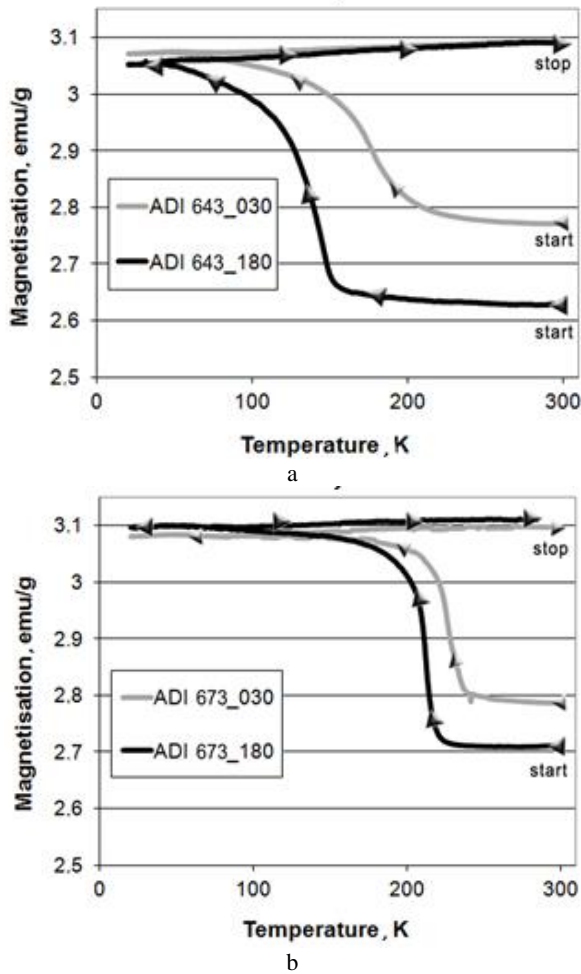 3.1
3
2.9
2.8
2.7
2.6
2.5
Magnetisation, emu/g
stop
ADI 643_030
ADI 643_180
start
start
0
100
200
300
Temperature, K
a
3.1
3
2.9
2.8
2.7
2.6
2.5
Magnetisation, emu/g
stop
ADI 673_030
ADI 673_180
start
0
100
200
300
Temperature, K
b